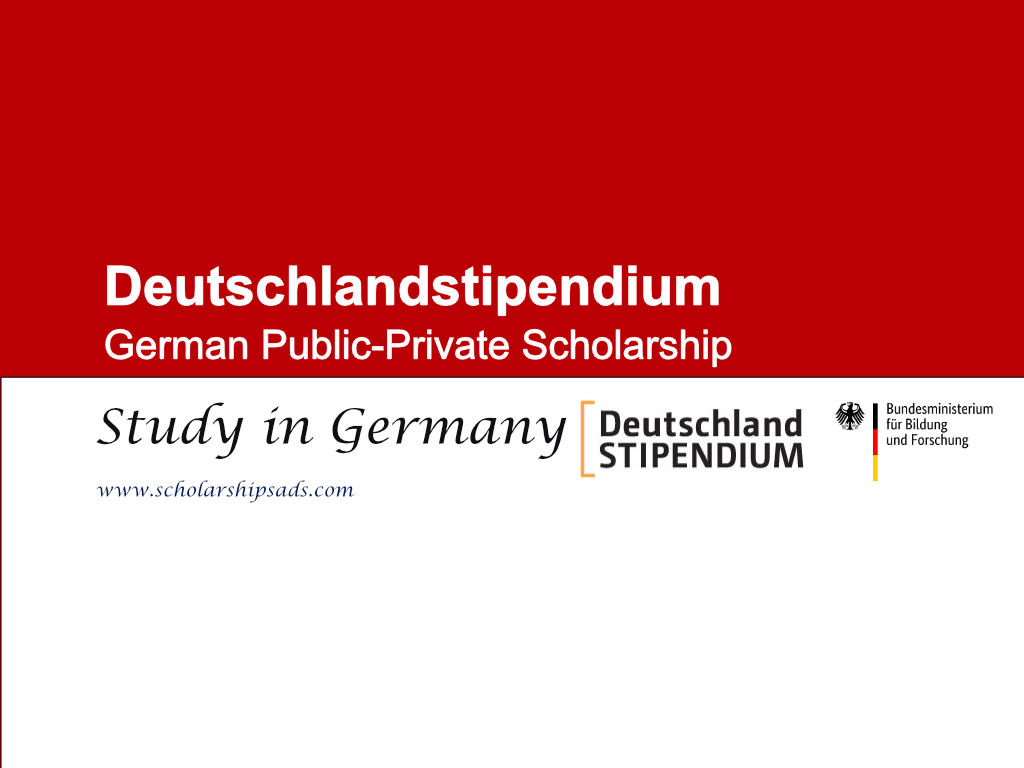 Deutschlandstipendium
German Public-Private Scholarship
Study in Germany
www.scholarshipsads.com
Deutschland
STIPENDIUM
Bundesministerium
für Bildung
und Forschung